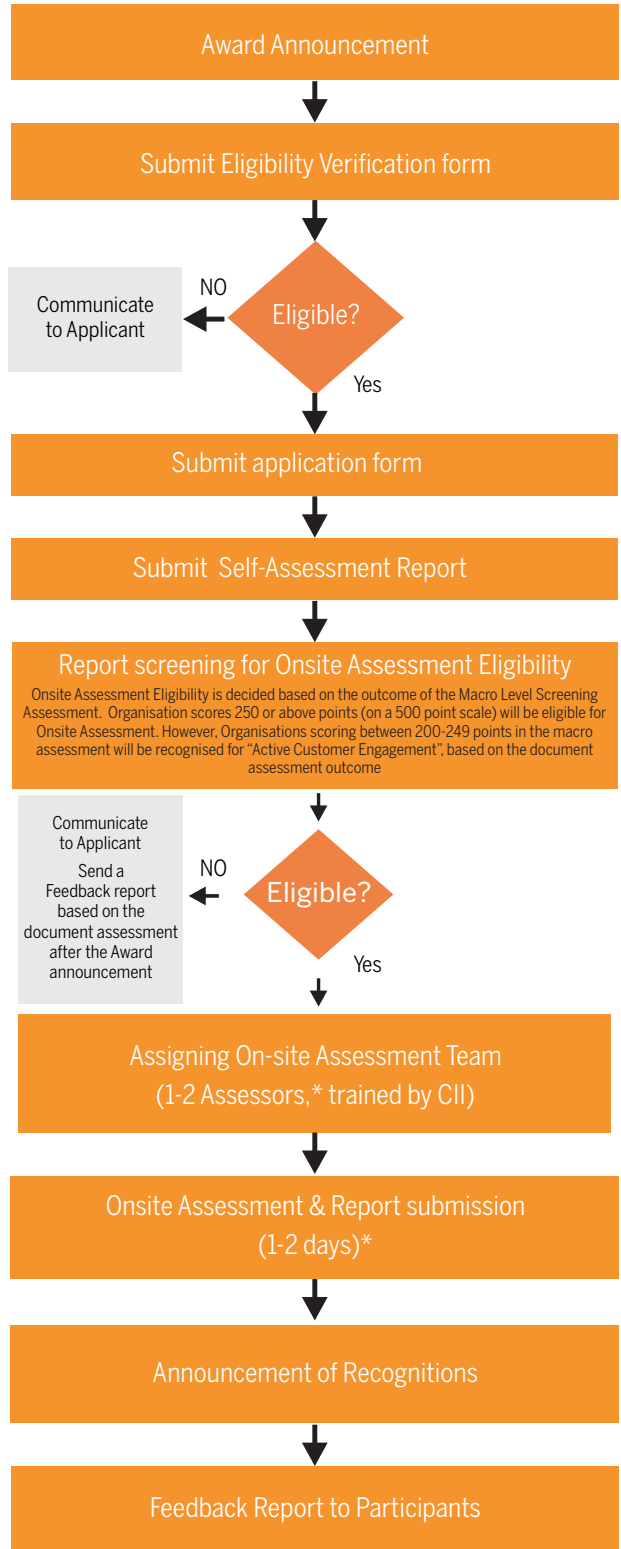 Award Announcement
Submit Eligibility Verification form
NO
Communicate
to Applicant
Eligible?
Yes
Submit application form
Submit Self-Assessment Report
Report screening for Onsite Assessment Eligibility
Onsite Assessment Eligibility is decided based on the outcome of the Macro Level Screening
Assessment. Organisation scores 250 or above points (on a 500 point scale) will be eligible for
Onsite Assessment. However, Organisations scoring between 200-249 points in the macro
assessment will be recognised for “Active Customer Engagement”, based on the document
assessment outcome
Communicate
to Applicant
Send a
Feedback report
based on the
document assessment
after the Award
announcement
NO
Eligible?
Yes
Assigning On-site Assessment Team
(1-2 Assessors,* trained by CII)
Onsite Assessment & Report submission
(1-2 days)*
Announcement of Recognitions
Feedback Report to Participants